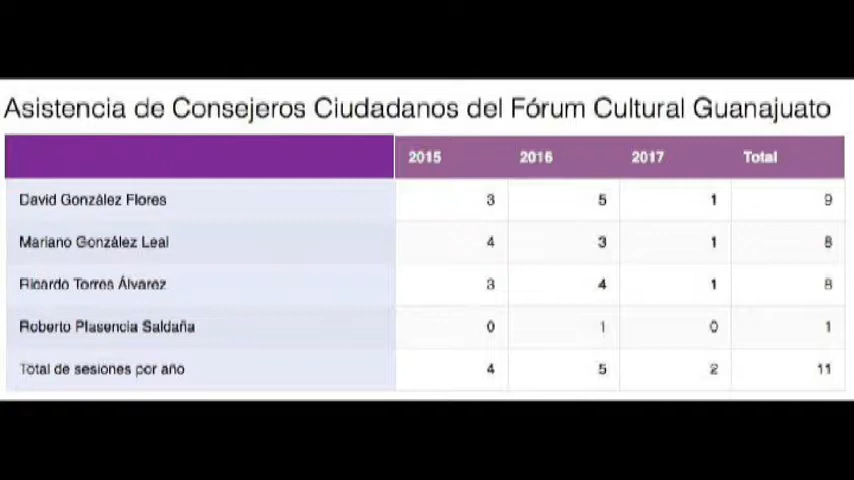 Asistencia de Consejeros Ciudadanos del Fórum Cultural Guanajuato
2015 2016 2017 Total
David González Flores 3 5 1 9
Mariano González Leal 4 3 1 8
Ricardo Torres Álvarez 3 4 1 8
Roberto Plasencia Saldaña 0 1 0 1
Total de sesiones por año 4 5 2 11